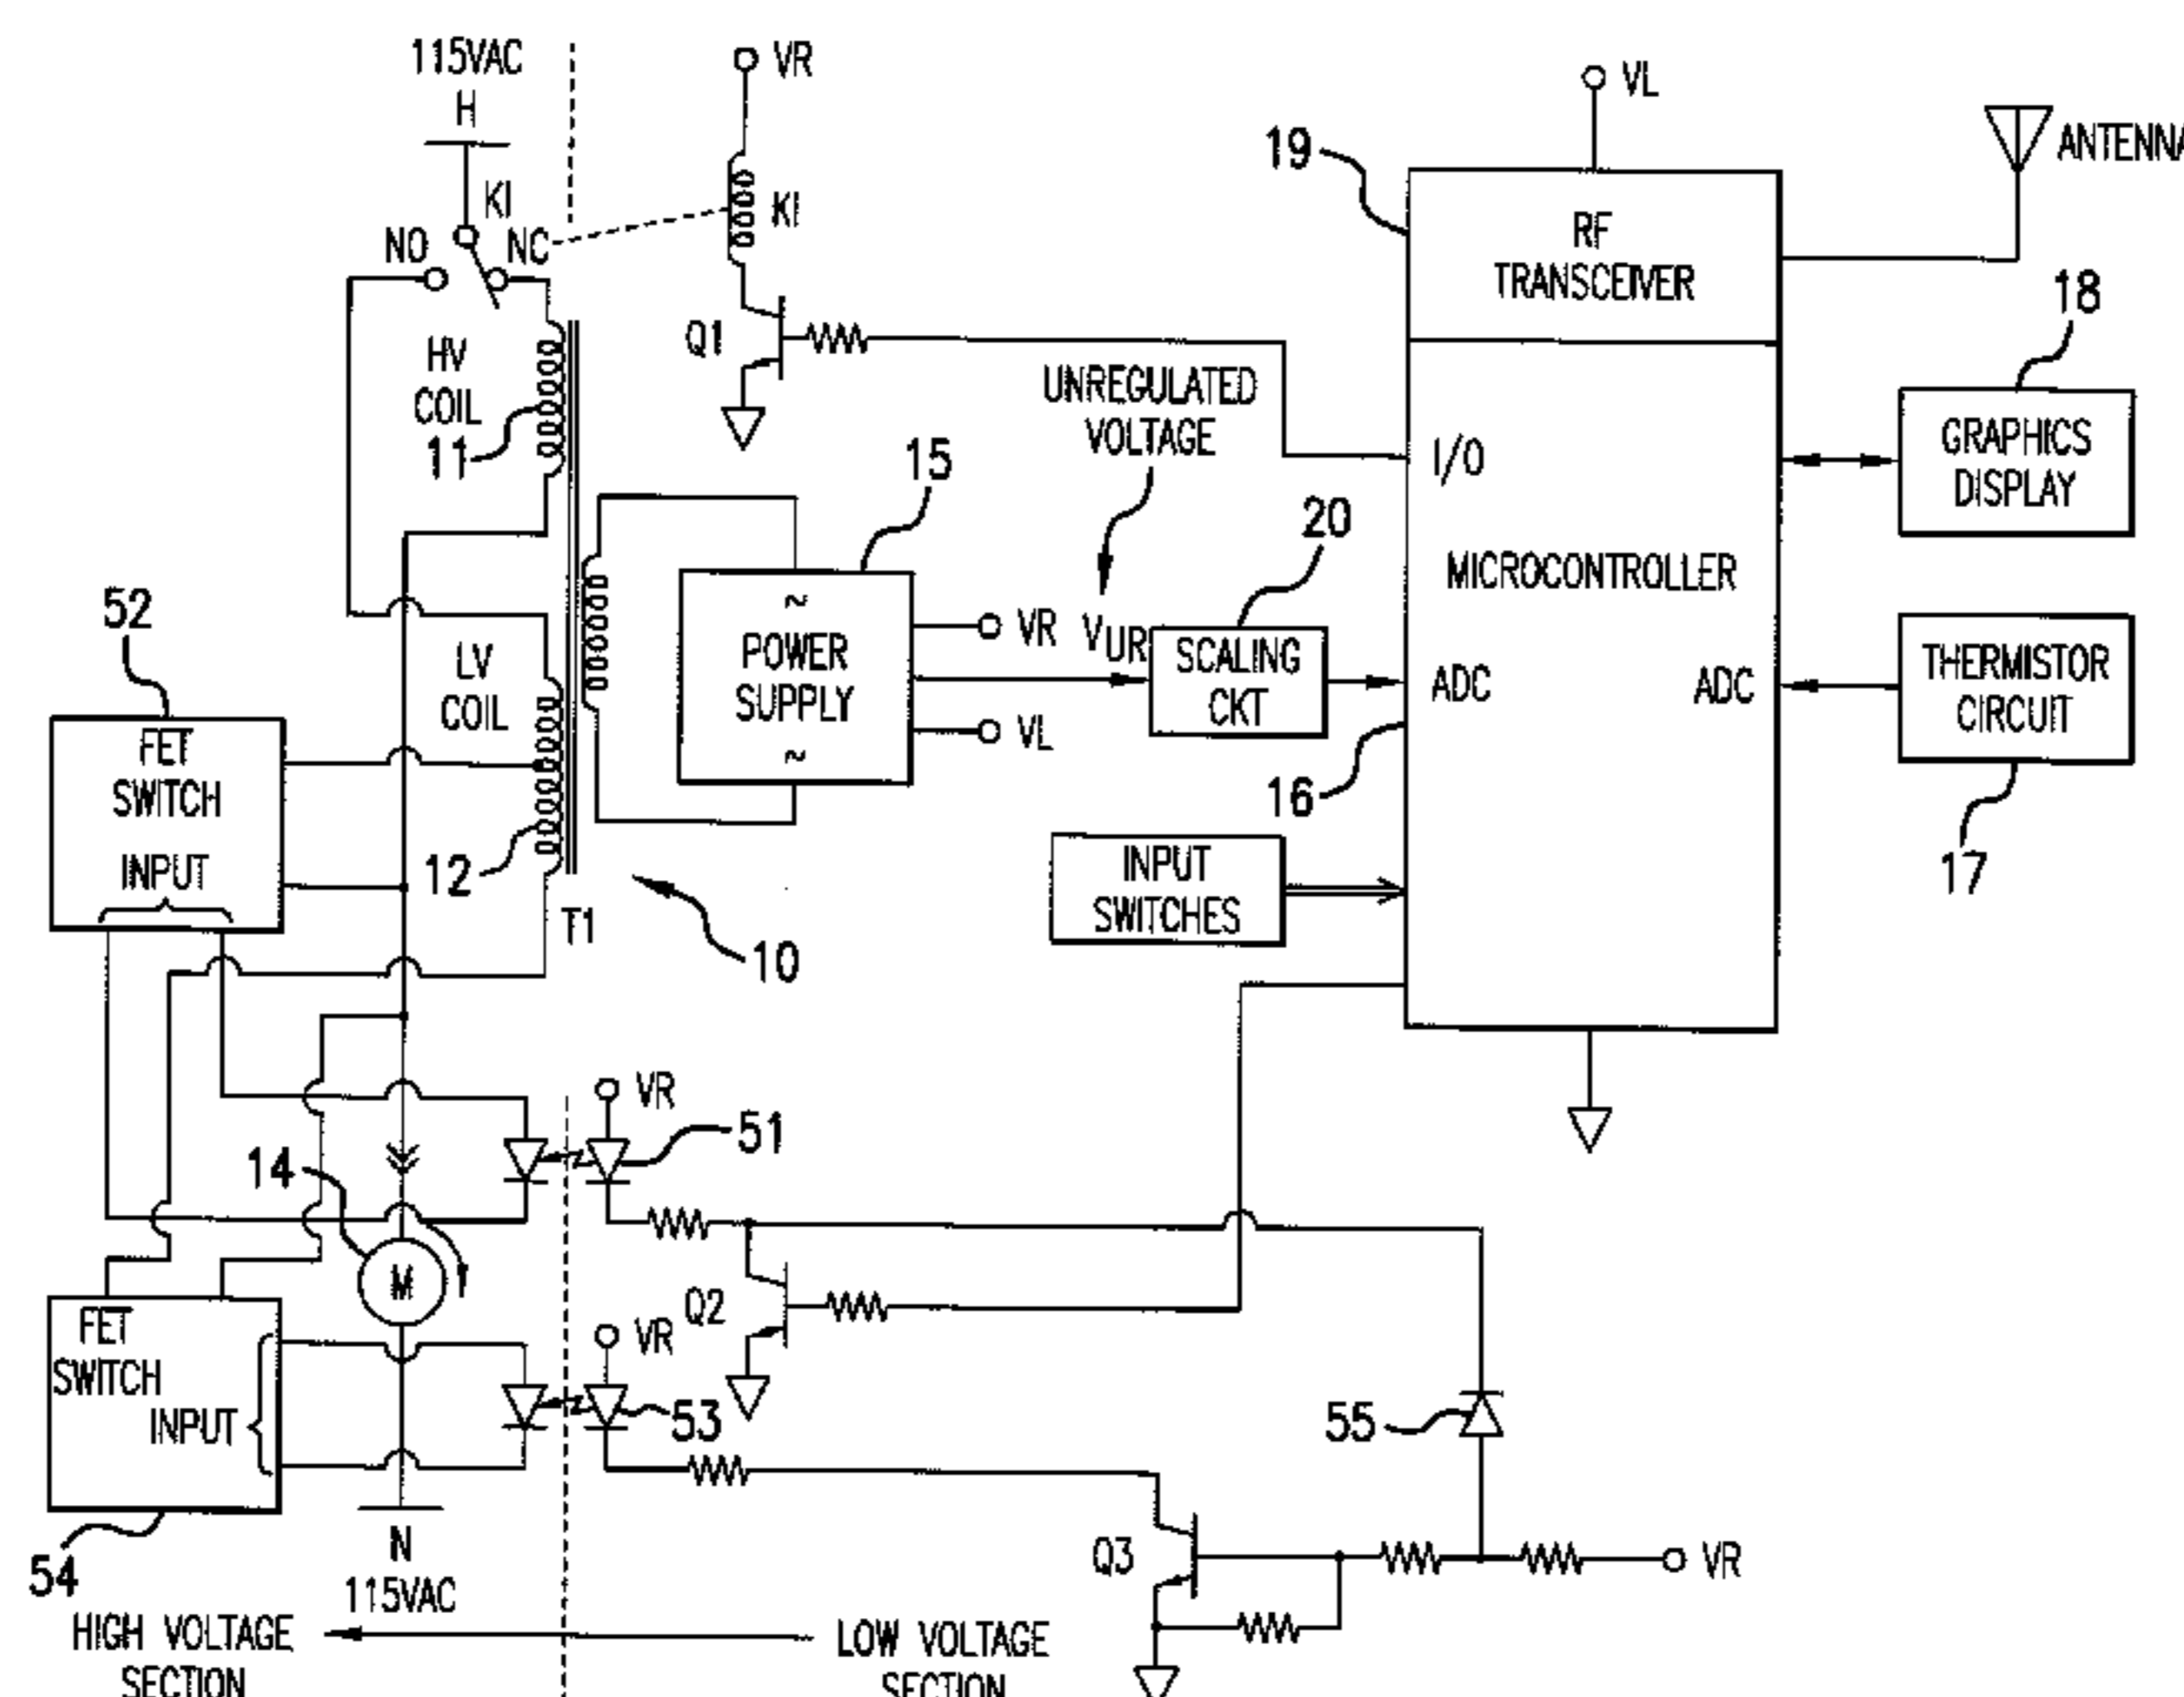 115VAC
H
KI
NO
NC
VR
KI
Q1
HV
COIL
11
VL
19
RF
TRANSCEIVER
ANTENNA
18
GRAPHICS
DISPLAY
UNREGULATED
VOLTAGE
I/O
MICROCONTROLLER
15
20
~
POWER
SUPPLY
~
VR
VUR
VL
SCALING
CKT
ADC
ADC
16
THERMISTOR
CIRCUIT
17
52
FET
SWITCH
INPUT
LV
COIL
12
T1
10
INPUT
SWITCHES
VR
51
14
M
Q2
FET
SWITCH
INPUT
VR
53
55
54
N
115VAC
Q3
VR
HIGH VOLTAGE
SECTION
LOW VOLTAGE
SECTION